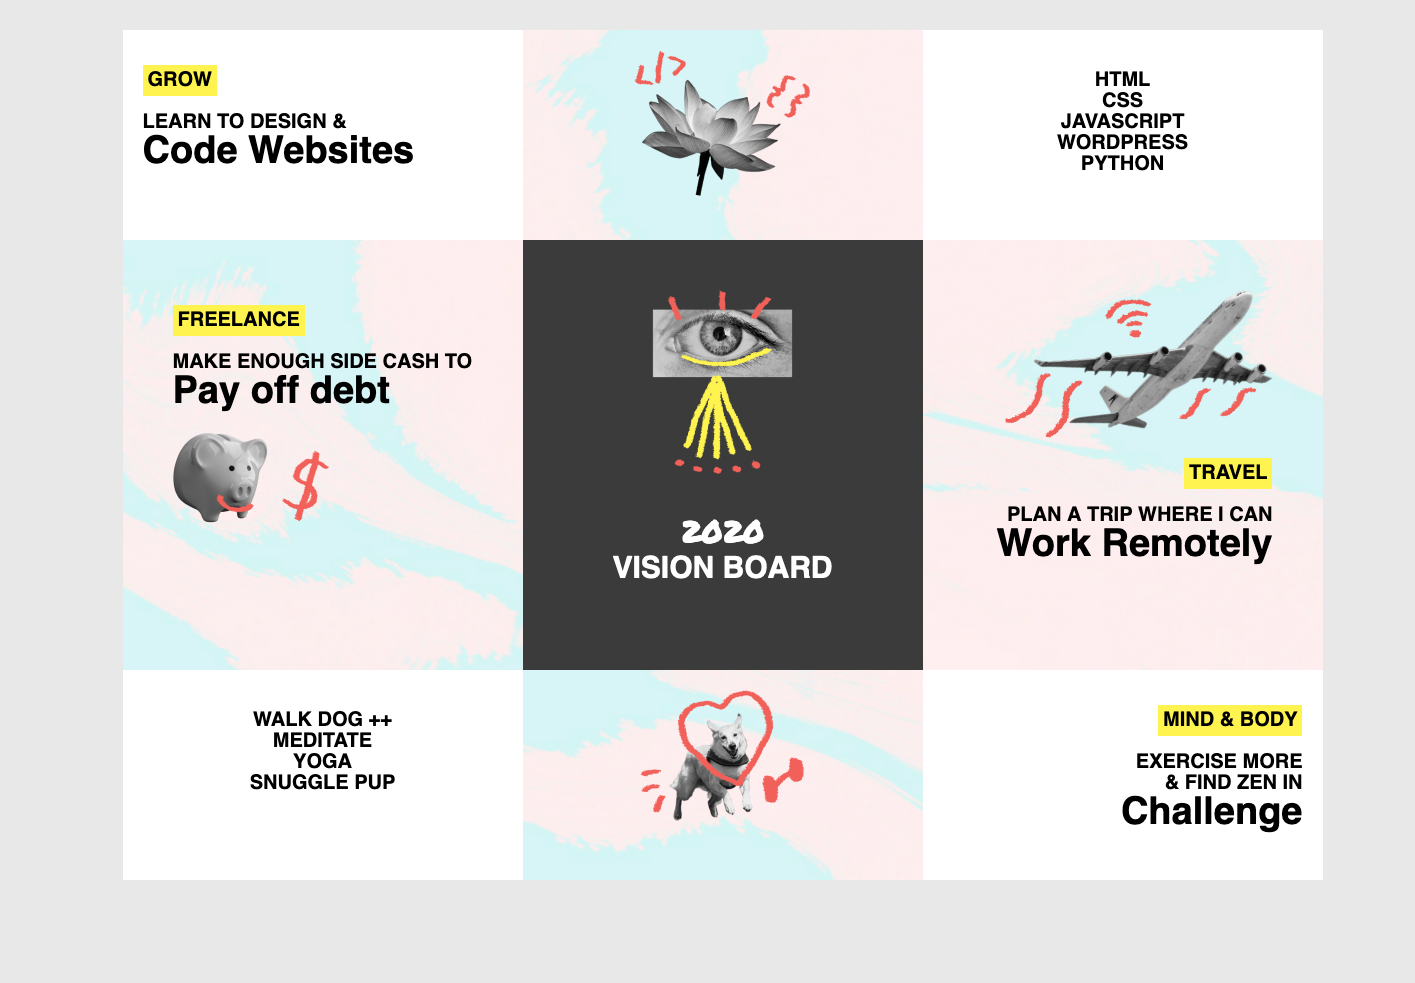 GROW
LEARN TO DESIGN &
Code Websites
</>
{ }
HTML
CSS
JAVASCRIPT
WORDPRESS
PYTHON
FREELANCE
MAKE ENOUGH SIDE CASH TO
Pay off debt
$
2020
VISION BOARD
TRAVEL
PLAN A TRIP WHERE I CAN
Work Remotely
WALK DOG ++
MEDITATE
YOGA
SNUGGLE PUP
MIND & BODY
EXERCISE MORE
& FIND ZEN IN
Challenge